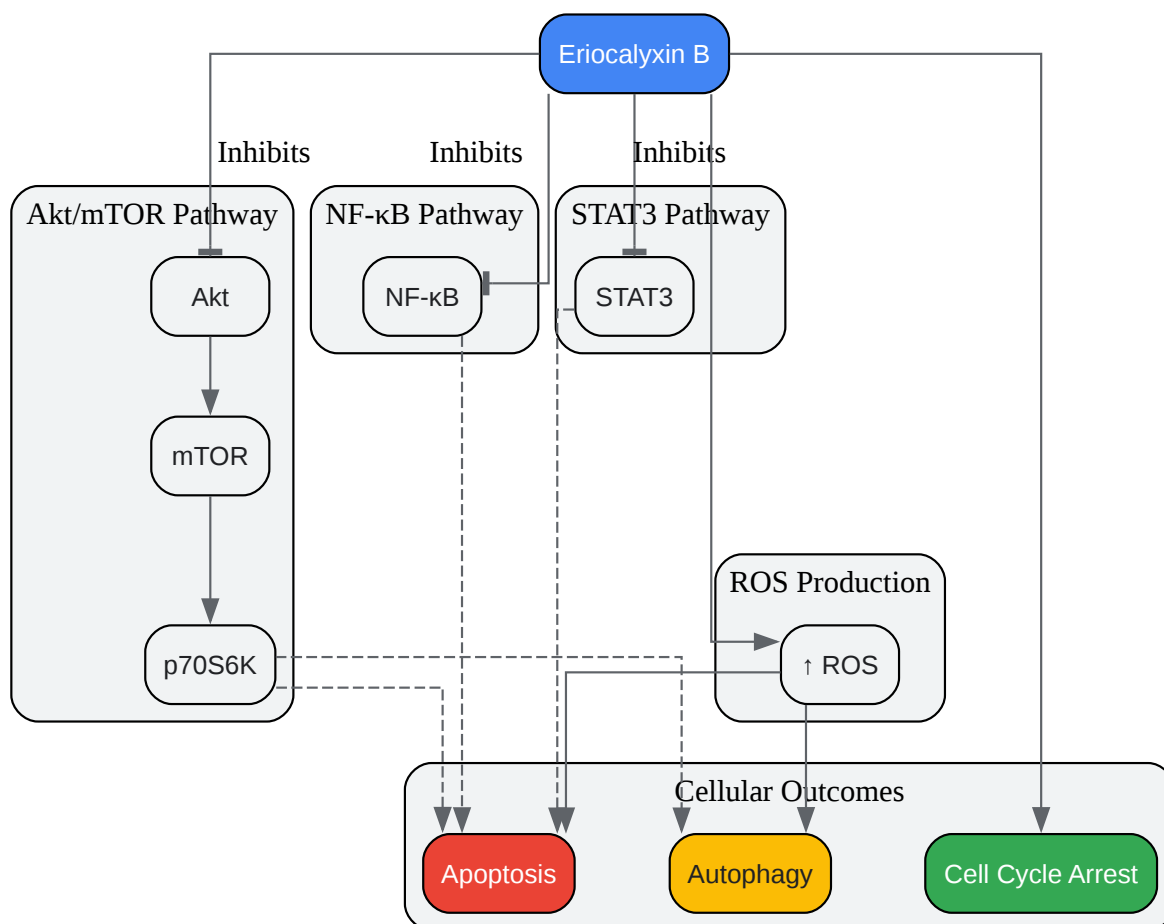 Eriocalyxin B
Inhibits
Inhibits
Inhibits
Akt/mTOR Pathway
NF-κB Pathway
STAT3 Pathway
Akt
NF-κB
STAT3
mTOR
ROS Production
p70S6K
↑ ROS
Cellular Outcomes
Apoptosis
Autophagy
Cell Cycle Arrest